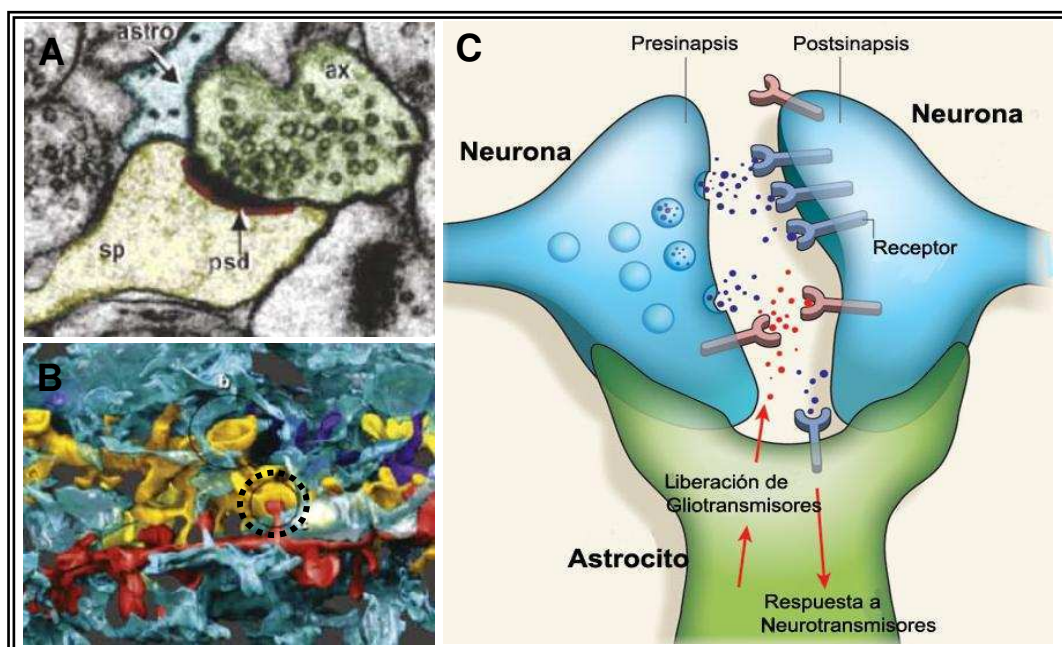 A
astro
ax
sp
psd
B
b
C
Presinapsis
Postsinapsis
Neurona
Neurona
Receptor
Liberación de
Gliotransmisores
Astrocito
Respuesta a
Neurotransmisores